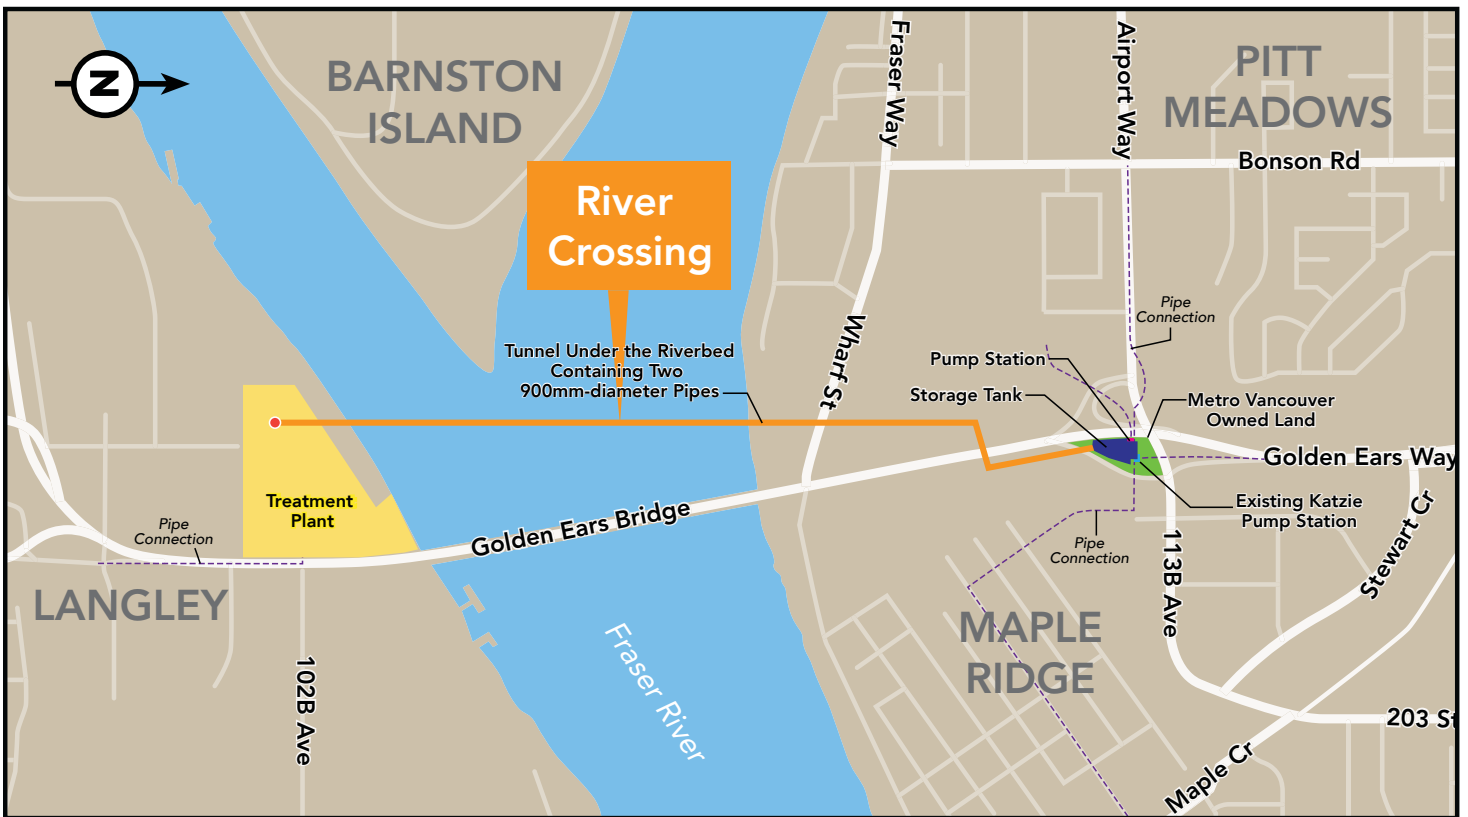 N
BARNSTON
ISLAND
Fraser Way
Airport Way
PITT
MEADOWS
Bonson Rd
River
Crossing
Tunnel Under the Riverbed
Containing Two
900mm-diameter Pipes
Wharf St
Pipe
Connection
Pump Station
Storage Tank
Metro Vancouver
Owned Land
Golden Ears Way
Treatment
Plant
Existing Katzie
Pump Station
Pipe
Connection
Golden Ears Bridge
Pipe
Connection
Stewart Cr
113B Ave
LANGLEY
MAPLE
RIDGE
102B Ave
Fraser River
203 St
Maple Cr